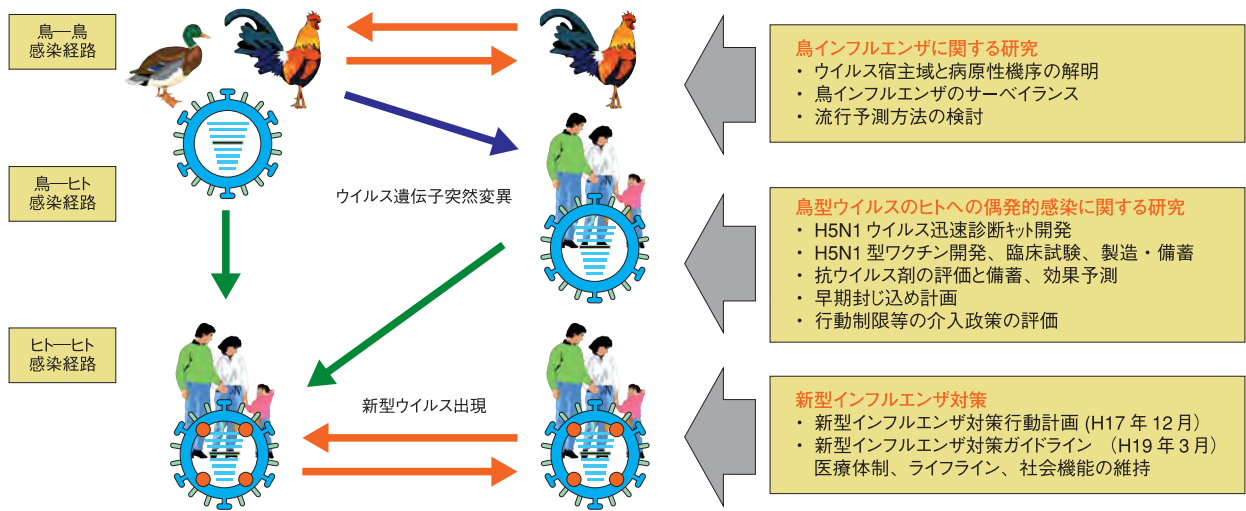 鳥―鳥
感染経路
鳥インフルエンザに関する研究
・ ウイルス宿主域と病原性機序の解明
・ 鳥インフルエンザのサーベイランス
・ 流行予測方法の検討
鳥―ヒト
感染経路
ウイルス遺伝子突然変異
鳥型ウイルスのヒトへの偶発的感染に関する研究
・ H5N1 ウイルス迅速診断キット開発
・ H5N1 型ワクチン開発、臨床試験、製造・備蓄
・ 抗ウイルス剤の評価と備蓄、効果予測
・ 早期封じ込め計画
・ 行動制限等の介入政策の評価
ヒト―ヒト
感染経路
新型ウイルス出現
新型インフルエンザ対策
・ 新型インフルエンザ対策行動計画 (H17 年 12 月）
・ 新型インフルエンザ対策ガイドライン （H19 年 3 月）
医療体制、ライフライン、社会機能の維持